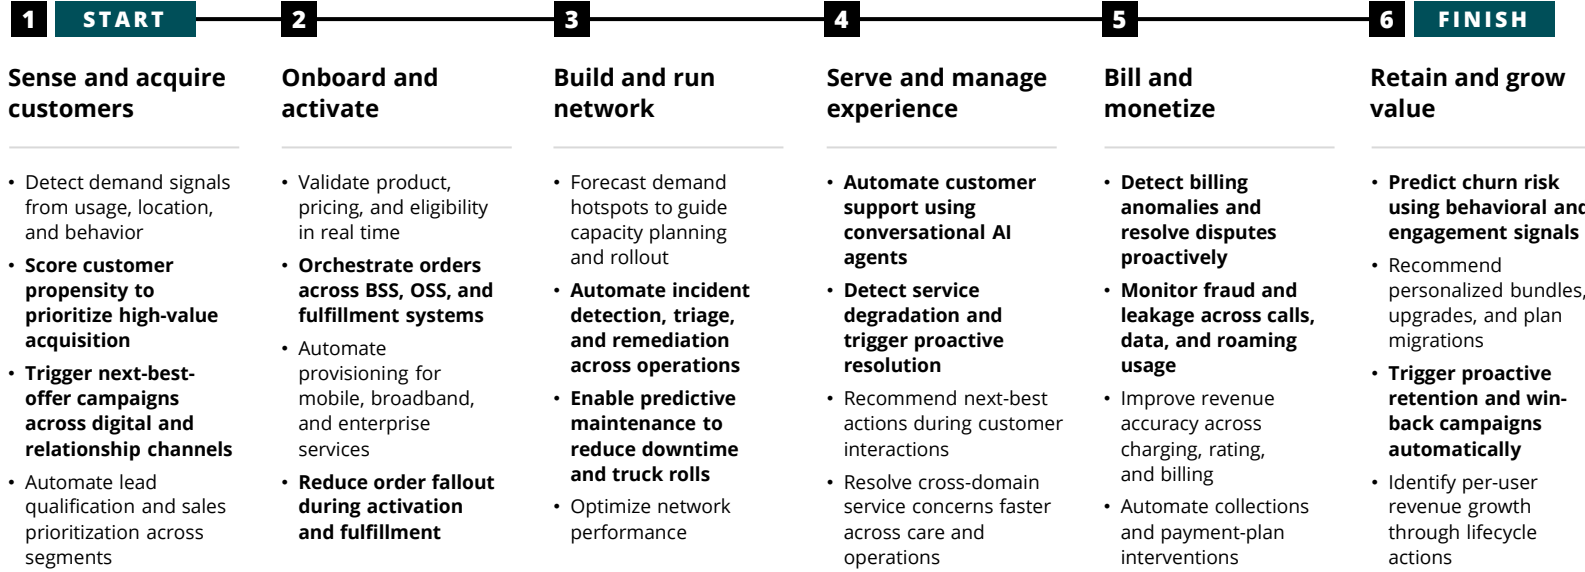 1 START 2 3 4 5 6 FINISH
Sense and acquire
customers
• Detect demand signals
from usage, location,
and behavior
• Score customer
propensity to
prioritize high-value
acquisition
• Trigger next-best-
offer campaigns
across digital and
relationship channels
• Automate lead
qualification and sales
prioritization across
segments
Onboard and
activate
• Validate product,
pricing, and eligibility
in real time
• Orchestrate orders
across BSS, OSS, and
fulfillment systems
• Automate
provisioning for
mobile, broadband,
and enterprise
services
• Reduce order fallout
during activation
and fulfillment
Build and run
network
• Forecast demand
hotspots to guide
capacity planning
and rollout
• Automate incident
detection, triage,
and remediation
across operations
• Enable predictive
maintenance to
reduce downtime
and truck rolls
• Optimize network
performance
Serve and manage
experience
• Automate customer
support using
conversational AI
agents
• Detect service
degradation and
trigger proactive
resolution
• Recommend next-best
actions during customer
interactions
• Resolve cross-domain
service concerns faster
across care and
operations
Bill and
monetize
• Detect billing
anomalies and
resolve disputes
proactively
• Monitor fraud and
leakage across calls,
data, and roaming
usage
• Improve revenue
accuracy across
charging, rating,
and billing
• Automate collections
and payment-plan
interventions
Retain and grow
value
• Predict churn risk
using behavioral and
engagement signals
• Recommend
personalized bundles,
upgrades, and plan
migrations
• Trigger proactive
retention and win-
back campaigns
automatically
• Identify per-user
revenue growth
through lifecycle
actions